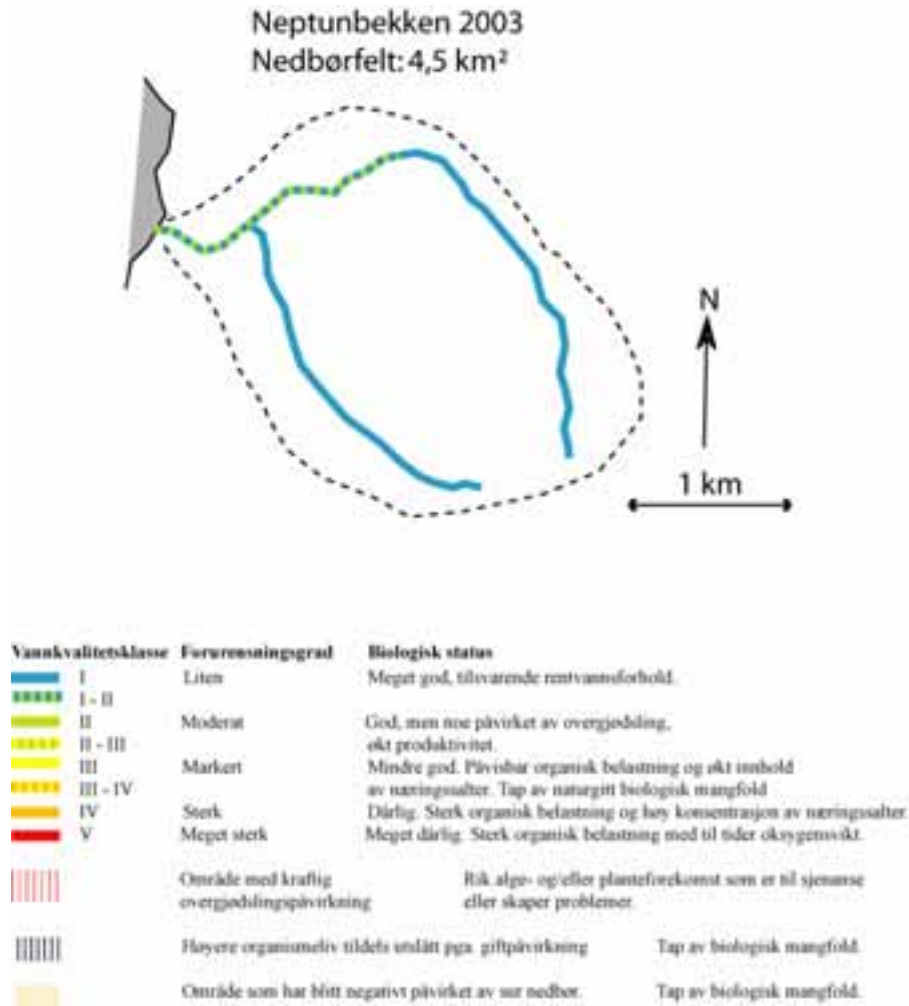 Neptunbekken 2003
Nedbørfelt: 4,5 km²
N
1 km
Vannkvalitetsklasse Forurensningsgrad Biologisk status
I Liten Meget god, tilsvarende rentvannsforhold.
I - II
II Moderat God, men noe påvirket av overgjødsling,
II - III økt produktivitet.
III Markert Mindre god. Påvisbar organisk belastning og økt innhold
III - IV av næringssalter. Tap av naturgitt biologisk mangfold
IV Sterk Dårlig. Sterk organisk belastning og høy konsentrasjon av næringssalter.
V Meget sterk Meget dårlig. Sterk organisk belastning med til tider oksygensvikt.
Område med kraftig Rik alge- og/eller planteforekomst som er til sjenanse
overgjødslingspåvirkning eller skaper problemer.
Høyere organismeliv tildels utslått pga. giftpåvirkning Tap av biologisk mangfold.
Område som har blitt negativt påvirket av sur nedbør. Tap av biologisk mangfold.